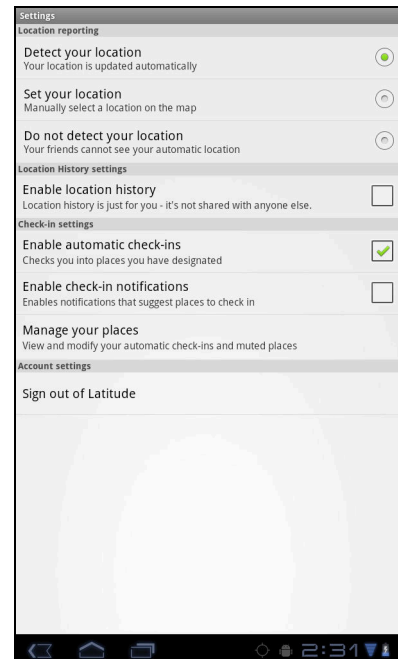 Settings
Location reporting
Detect your location
Your location is updated automatically
Set your location
Manually select a location on the map
Do not detect your location
Your friends cannot see your automatic location
Location History settings
Enable location history
Location history is just for you - it's not shared with anyone else.
Check-in settings
Enable automatic check-ins
Checks you into places you have designated
Enable check-in notifications
Enables notifications that suggest places to check in
Manage your places
View and modify your automatic check-ins and muted places
Account settings
Sign out of Latitude
2:31